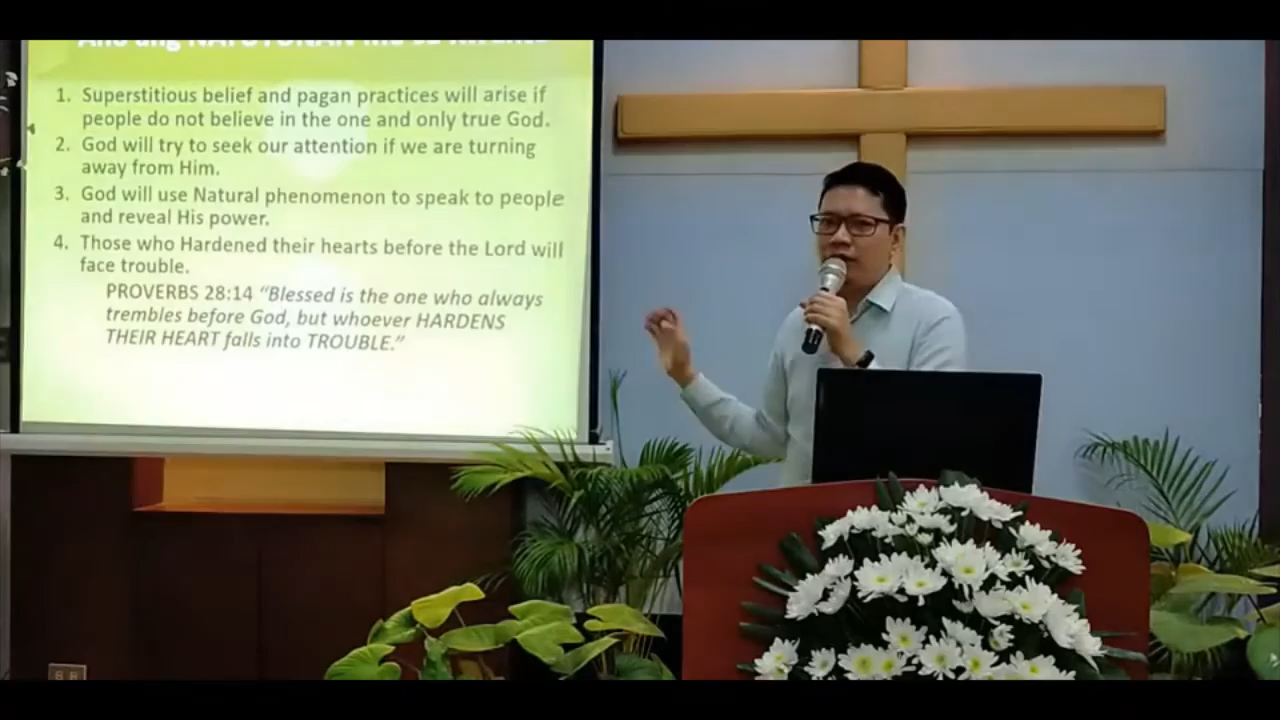 1. Superstitious belief and pagan practices will arise if
people do not believe in the one and only true God.
2. God will try to seek our attention if we are turning
away from Him.
3. God will use Natural phenomenon to speak to people
and reveal His power.
4. Those who Hardened their hearts before the Lord will
face trouble.
PROVERBS 28:14 “Blessed is the one who always
trembles before God, but whoever HARDENS
THEIR HEART falls into TROUBLE.”